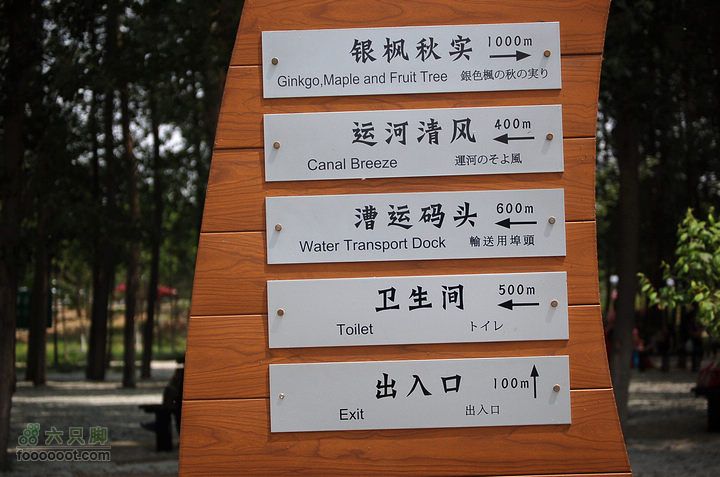 银枫秋实 1000m →
Ginkgo,Maple and Fruit Tree 銀色楓の秋の実り
运河清风 400m ←
Canal Breeze 運河のそよ風
漕运码头 600m ←
Water Transport Dock 輸送用埠頭
卫生间 500m ←
Toilet トイレ
出入口 100m ↑
Exit 出入口
六只脚
foooooot.com